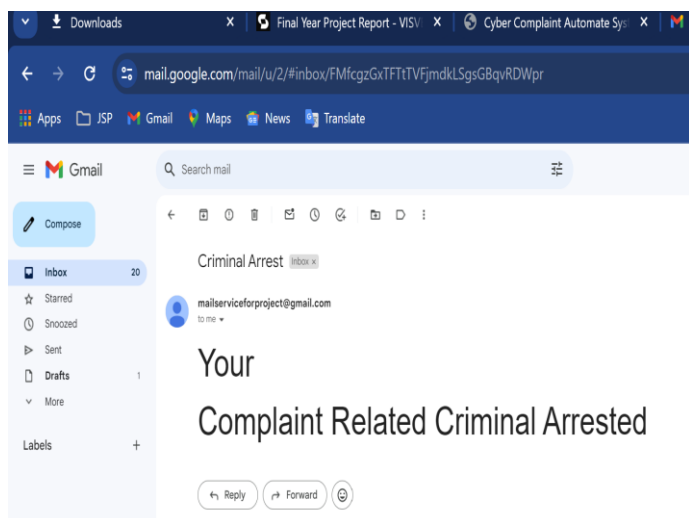 Downloads
Final Year Project Report - VISVI
Cyber Complaint Automate Sys
mail.google.com/mail/u/2/#inbox/FMfcgzGxTFTtTVFjmdkLSgsGBqvRDWpr
Apps JSP Gmail Maps News Translate
Gmail
Search mail
Compose
Criminal Arrest Inbox x
Inbox 20
Starred
Snoozed
Sent
Drafts 1
More
Labels +
mailserviceforproject@gmail.com
to me
Your
Complaint Related Criminal Arrested
Reply Forward